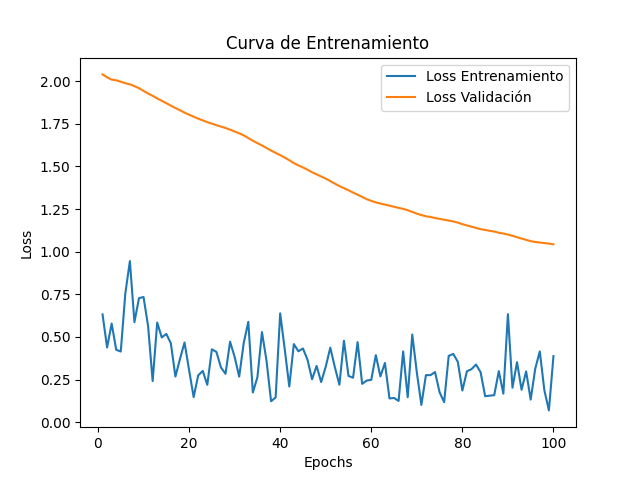 Curva de Entrenamiento
Loss Entrenamiento
Loss Validación
2.00
1.75
1.50
1.25
1.00
0.75
0.50
0.25
0.00
Loss
0 20 40 60 80 100
Epochs